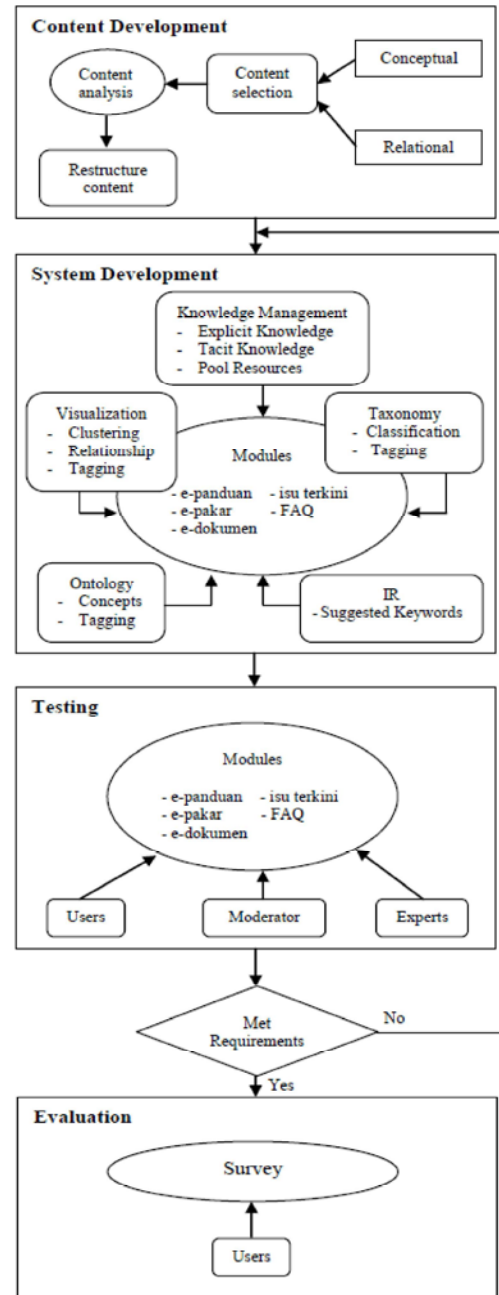 Content Development
Content
analysis
Content
selection
Conceptual
Relational
Restructure
content
System Development
Knowledge Management
- Explicit Knowledge
- Tacit Knowledge
- Pool Resources
Visualization
- Clustering
- Relationship
- Tagging
Taxonomy
- Classification
- Tagging
Modules
- e-panduan - isu terkini
- e-pakar - FAQ
- e-dokumen
Ontology
- Concepts
- Tagging
IR
- Suggested Keywords
Testing
Modules
- e-panduan - isu terkini
- e-pakar - FAQ
- e-dokumen
Users
Moderator
Experts
Met
Requirements
No
Yes
Evaluation
Survey
Users